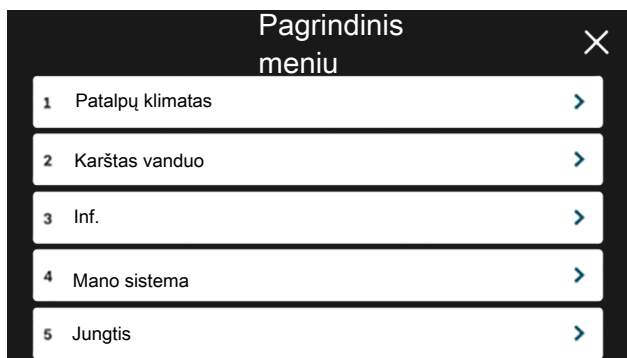 Pagrindinis
meniu
1 Patalpų klimatas
2 Karštas vanduo
3 Inf.
4 Mano sistema
5 Jungtis